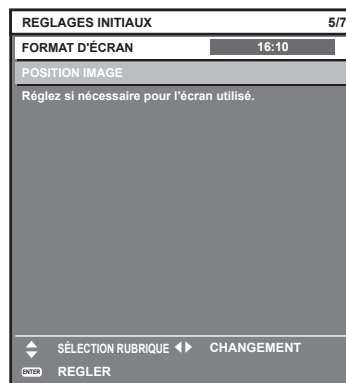 REGLAGES INITIAUX 5/7
FORMAT D'ÉCRAN 16:10
POSITION IMAGE
Réglez si nécessaire pour l'écran utilisé.
SÉLECTION RUBRIQUE CHANGEMENT
ENTER REGLER